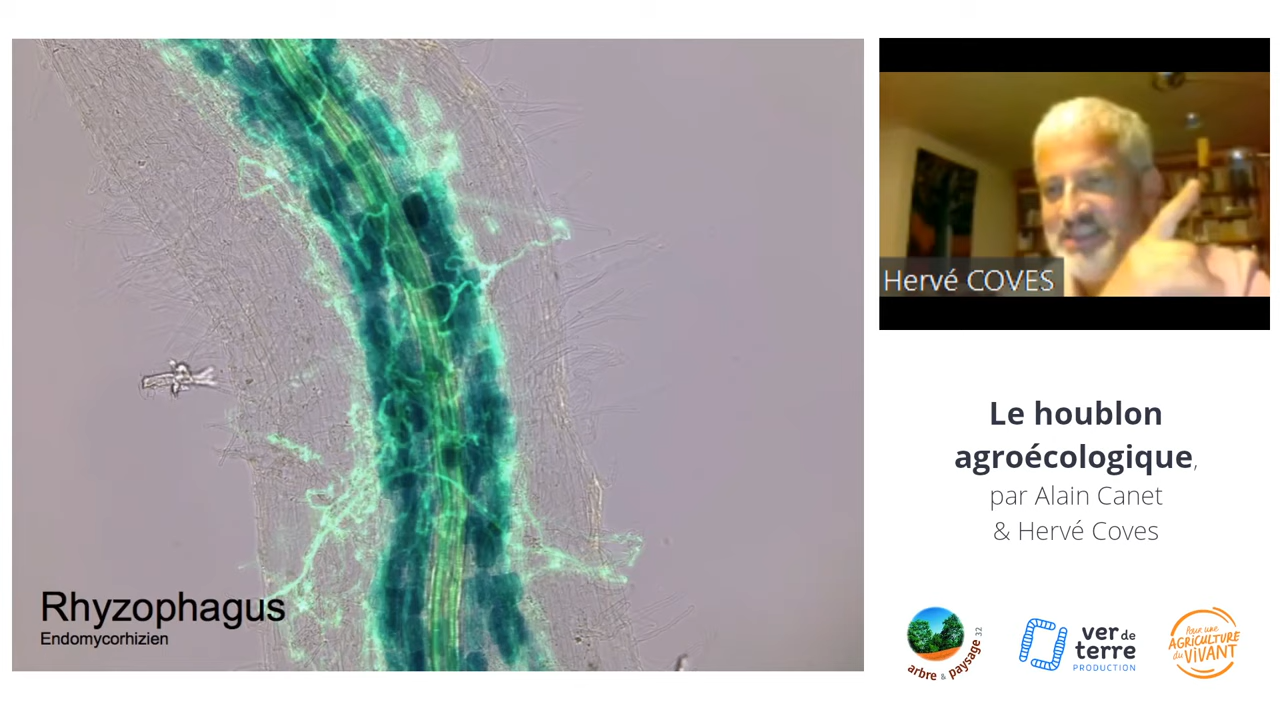 Rhyzophagus
Endomycorhizien
Hervé COVES
Le houblon
agroécologique,
par Alain Canet
& Hervé Coves
arbre & paysage 32
ver de
terre
PRODUCTION
Pour une
AGRICULTURE
du VIVANT